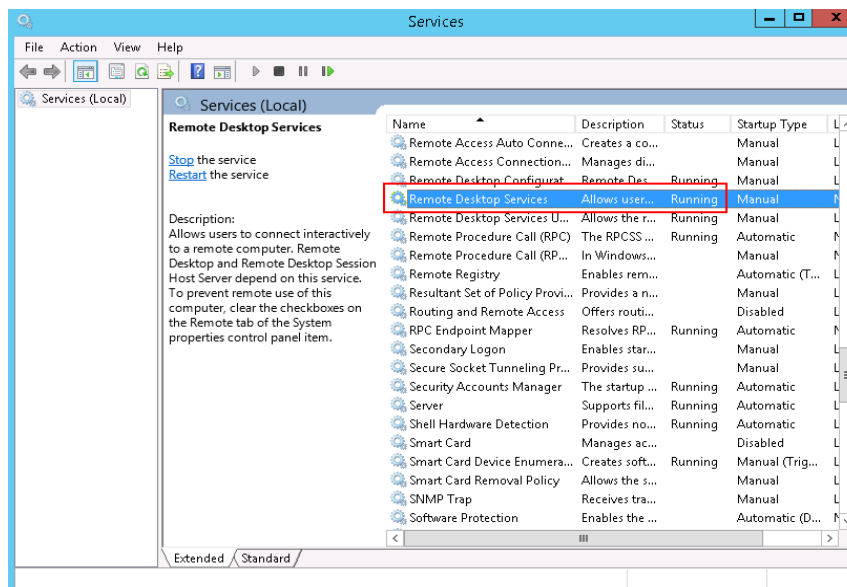 Services
File Action View Help
Services (Local)
Services (Local)
Remote Desktop Services
Stop the service
Restart the service
Description:
Allows users to connect interactively
to a remote computer. Remote
Desktop and Remote Desktop Session
Host Server depend on this service.
To prevent remote use of this
computer, clear the checkboxes on
the Remote tab of the System
properties control panel item.
Name Description Status Startup Type L
Remote Access Auto Conne... Creates a co... Manual L
Remote Access Connection... Manages di... Manual L
Remote Desktop Configurat... Remote Des... Running Manual L
Remote Desktop Services Allows user... Running Manual N
Remote Desktop Services U... Allows the r... Running Manual L
Remote Procedure Call (RPC) The RPCSS ... Running Automatic N
Remote Procedure Call (RP... In Windows... Manual N
Remote Registry Enables rem... Automatic (T... L
Resultant Set of Policy Provi... Provides a n... Manual L
Routing and Remote Access Offers routi... Disabled L
RPC Endpoint Mapper Resolves RP... Running Automatic N
Secondary Logon Enables star... Manual L
Secure Socket Tunneling Pr... Provides su... Manual L
Security Accounts Manager The startup ... Running Automatic L
Server Supports fil... Running Automatic L
Shell Hardware Detection Provides no... Running Automatic L
Smart Card Manages ac... Disabled L
Smart Card Device Enumera... Creates soft... Running Manual (Trig... L
Smart Card Removal Policy Allows the s... Manual L
SNMP Trap Receives tra... Manual L
Software Protection Enables the ... Automatic (D... N
Extended Standard